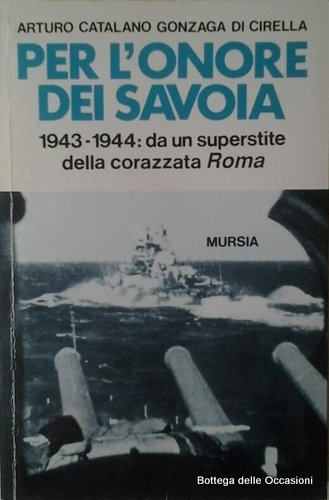 ARTURO CATALANO GONZAGA DI CIRELLA
PER L'ONORE
DEI SAVOIA
1943-1944: da un superstite
della corazzata Roma
MURSIA
Bottega delle Occasioni